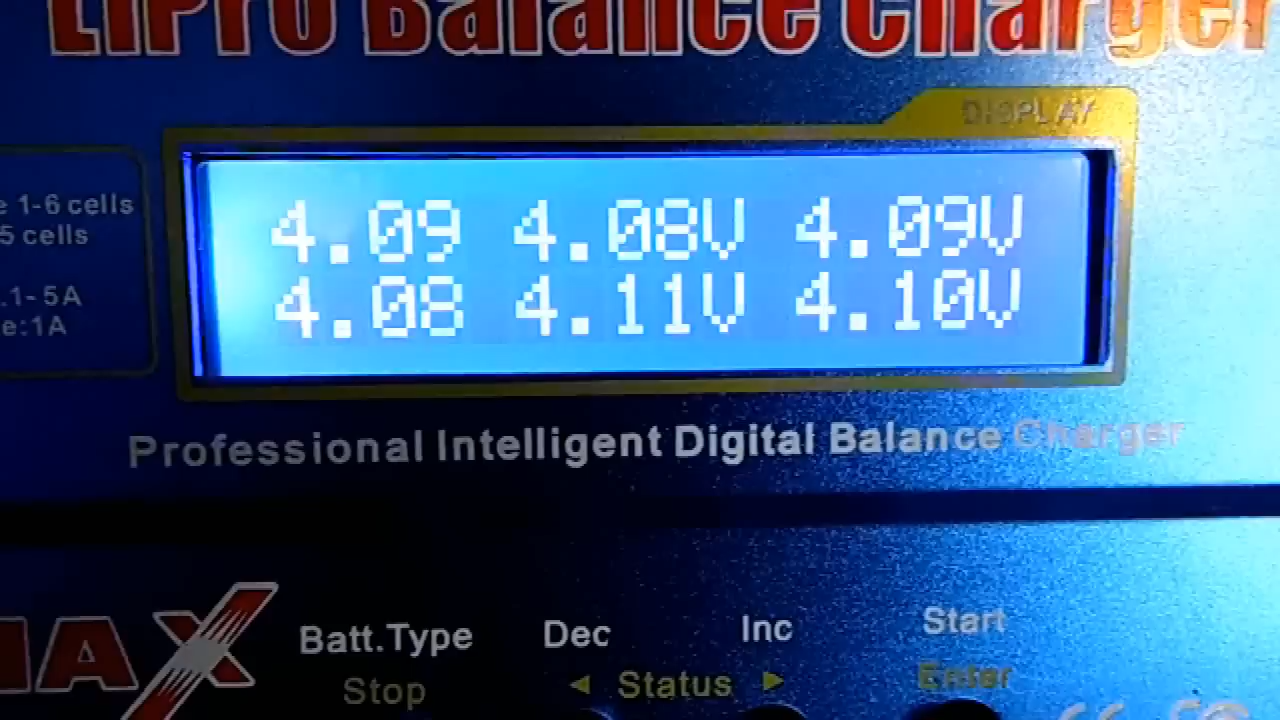 LiPro Balance Charger
DISPLAY
e 1-6 cells
5 cells
.1-5A
e:1A
4.09 4.08V 4.09V
4.08 4.11V 4.10V
Professional Intelligent Digital Balance Charger
MAX
Batt.Type Dec Inc Start
Stop ◄ Status ► Enter